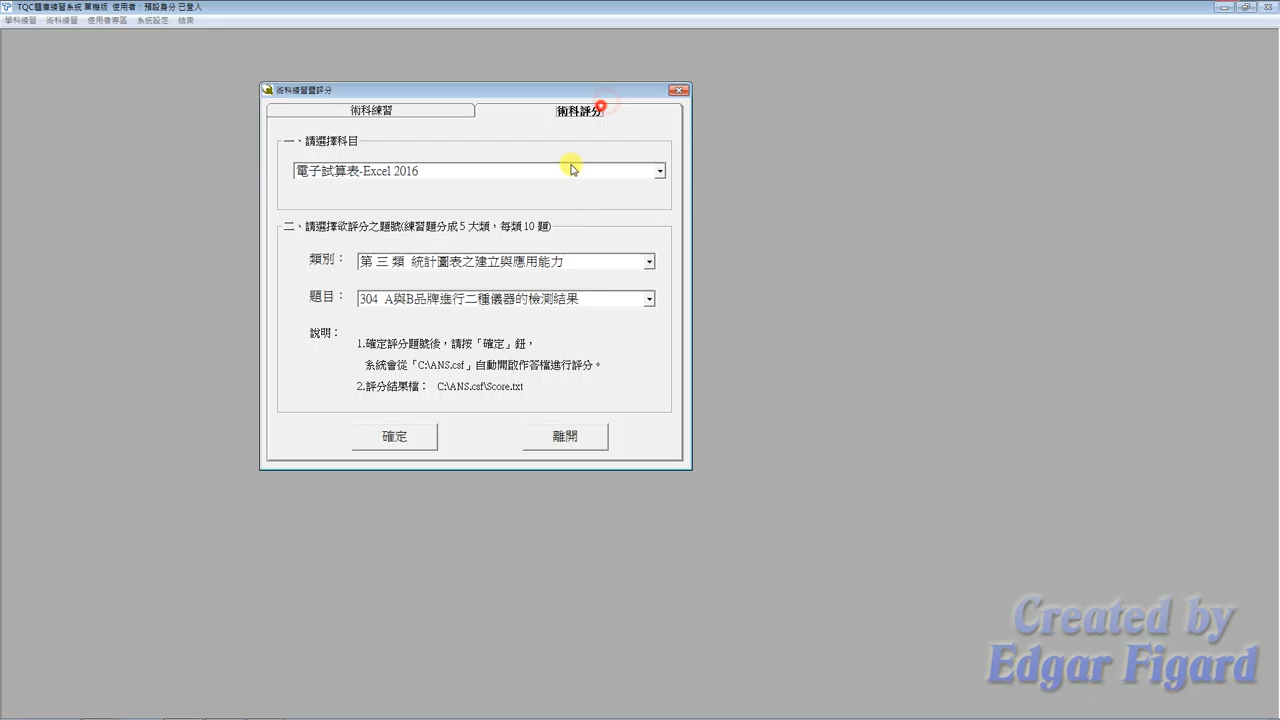 TQC題庫練習系統 單機版 使用者：預設身分 已登入
學科練習 術科練習 使用者專區 系統設定 結束
術科練習暨評分
術科練習 術科評分
一、請選擇科目
電子試算表-Excel 2016
二、請選擇欲評分之題號(練習題分成 5 大類，每類 10 題)
類別： 第 三 類 統計圖表之建立與應用能力
題目： 304 A與B品牌進行二種儀器的檢測結果
說明：
1.確定評分題號後，請按「確定」鈕，
系統會從「C:\ANS.csf」自動開啟作答檔進行評分。
2.評分結果檔： C:\ANS.csf\Score.txt
確定 離開
Created by
Edgar Figard